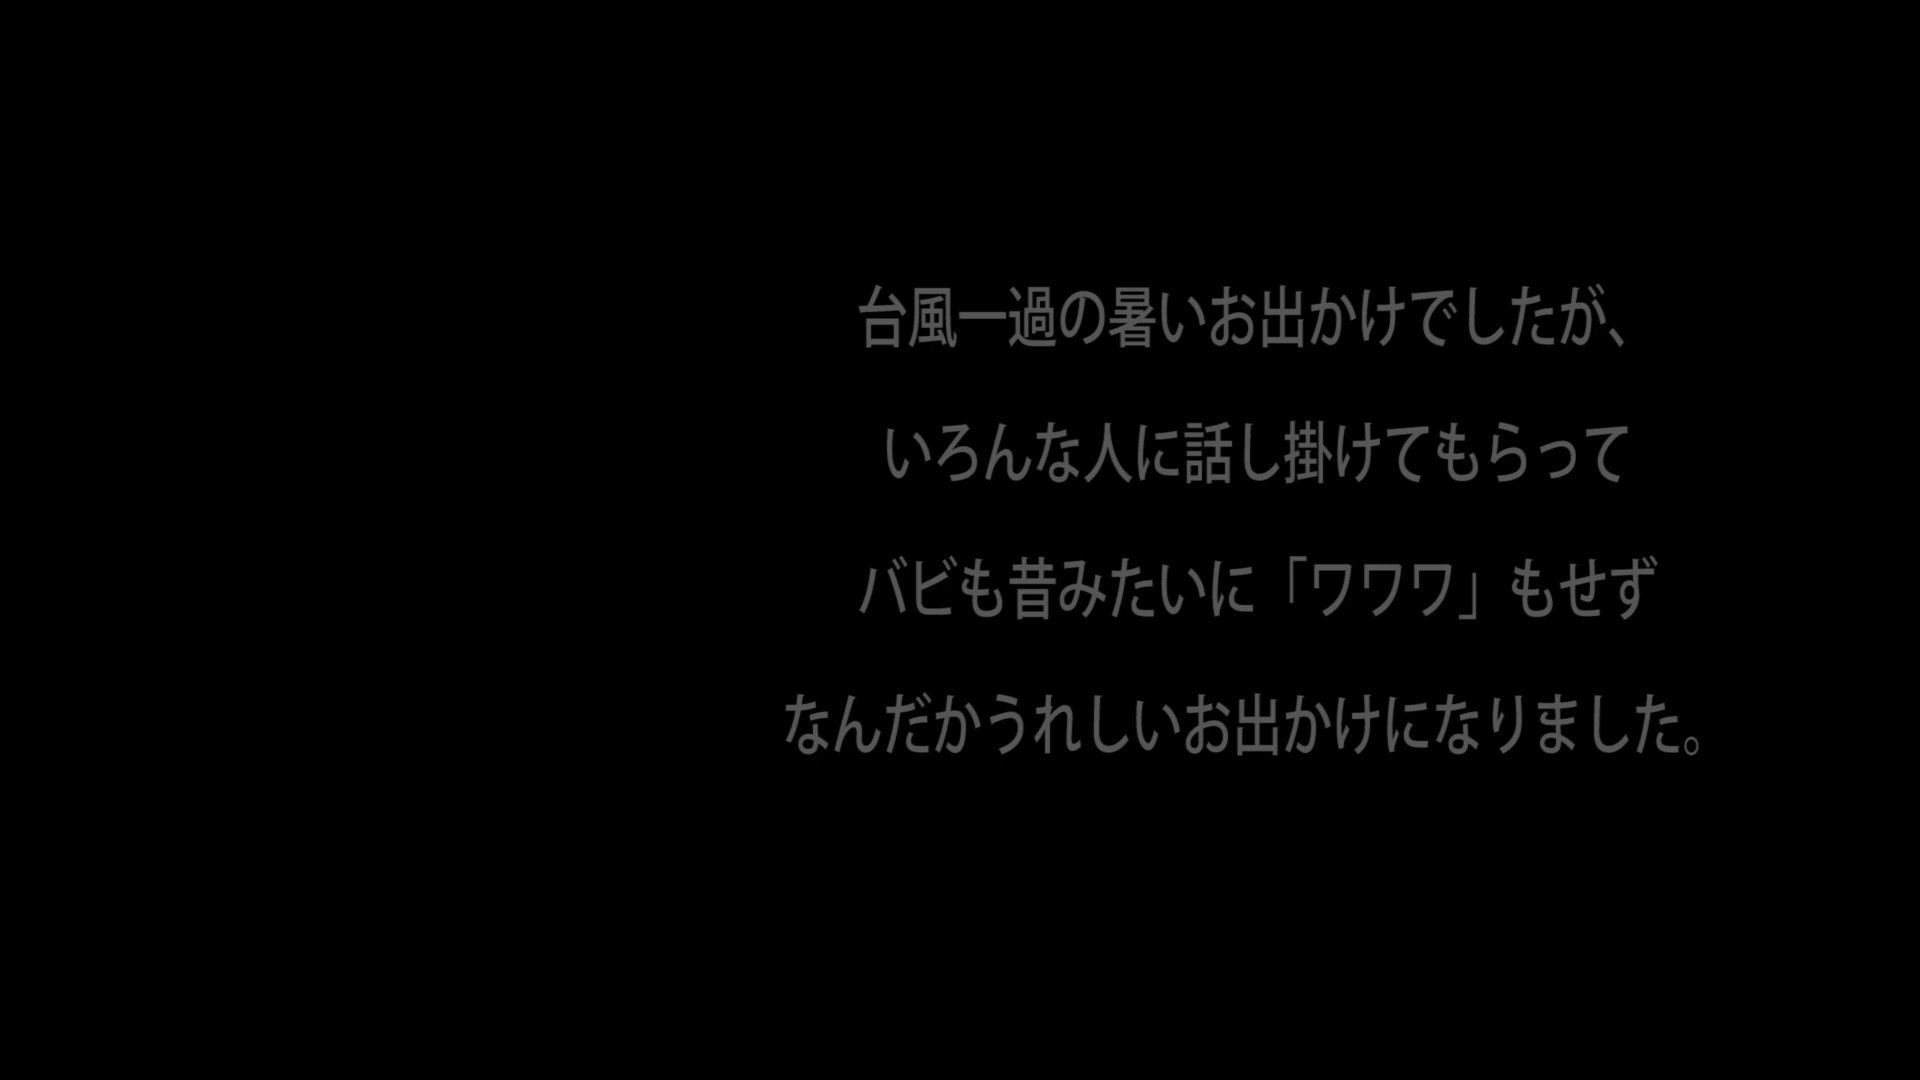 台風一過の暑いお出かけでしたが、
いろんな人に話し掛けてもらって
バビも昔みたいに「ワワワ」もせず
なんだかうれしいお出かけになりました。